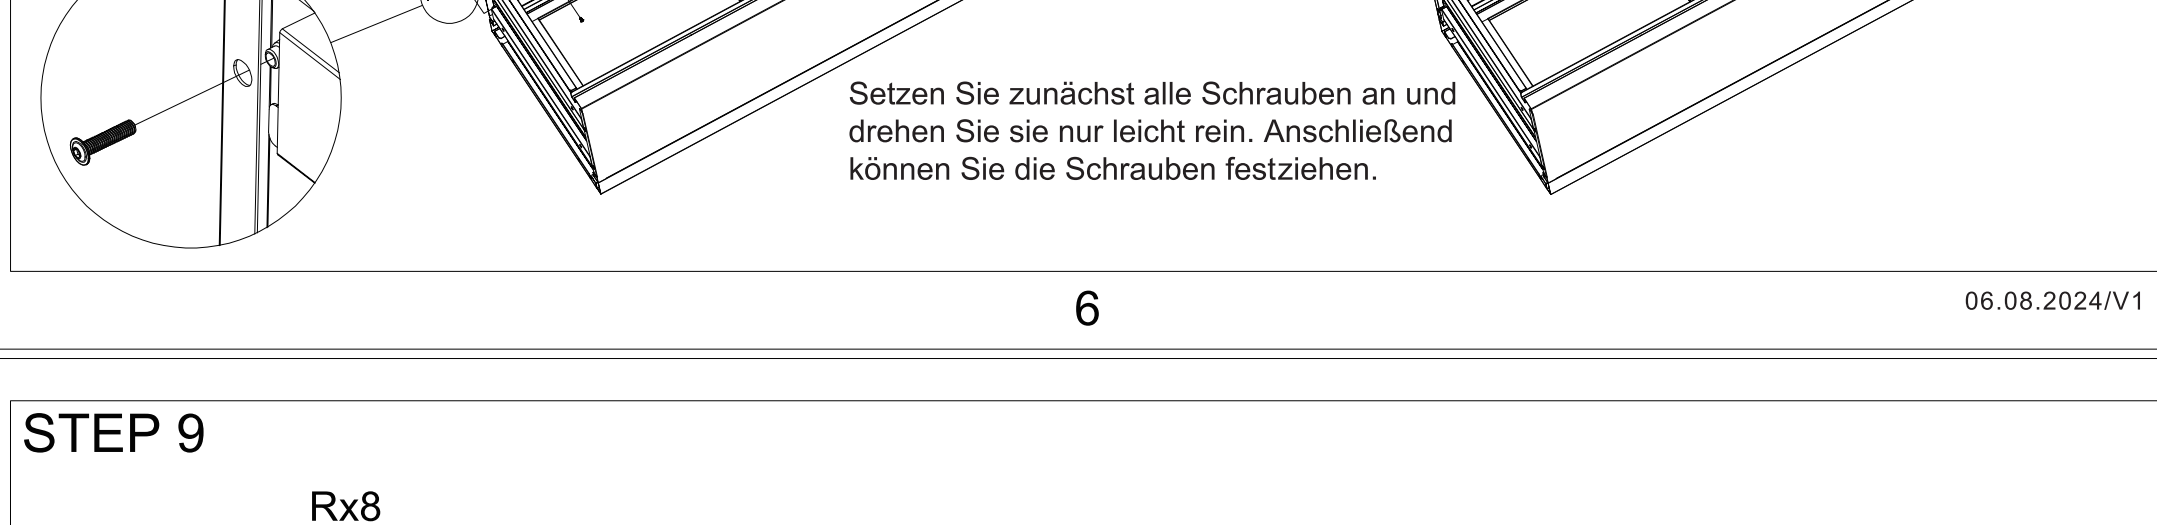 Setzen Sie zunächst alle Schrauben an und
drehen Sie sie nur leicht rein. Anschließend
können Sie die Schrauben festziehen.
6
06.08.2024/V1
STEP 9
Rx8